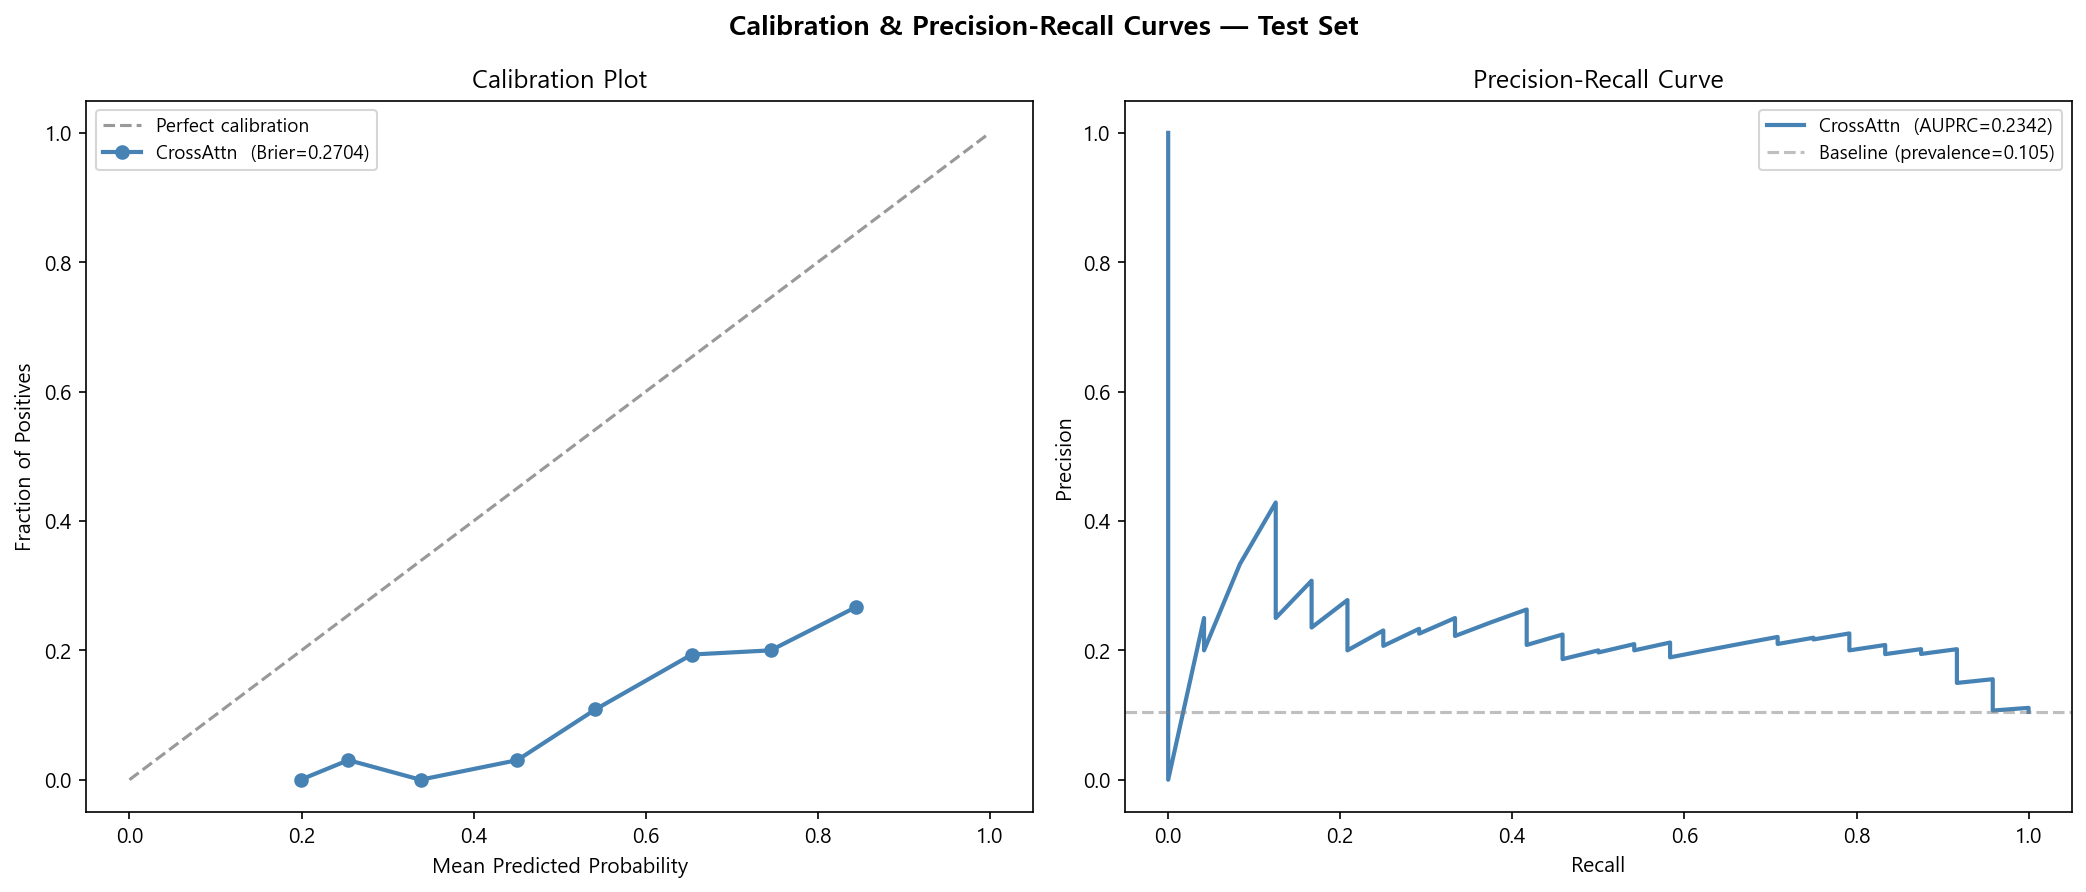 Calibration & Precision-Recall Curves — Test Set
Calibration Plot
Perfect calibration
CrossAttn (Brier=0.2704)
Fraction of Positives
1.0
0.8
0.6
0.4
0.2
0.0
0.0 0.2 0.4 0.6 0.8 1.0
Mean Predicted Probability
Precision-Recall Curve
CrossAttn (AUPRC=0.2342)
Baseline (prevalence=0.105)
Precision
1.0
0.8
0.6
0.4
0.2
0.0
0.0 0.2 0.4 0.6 0.8 1.0
Recall